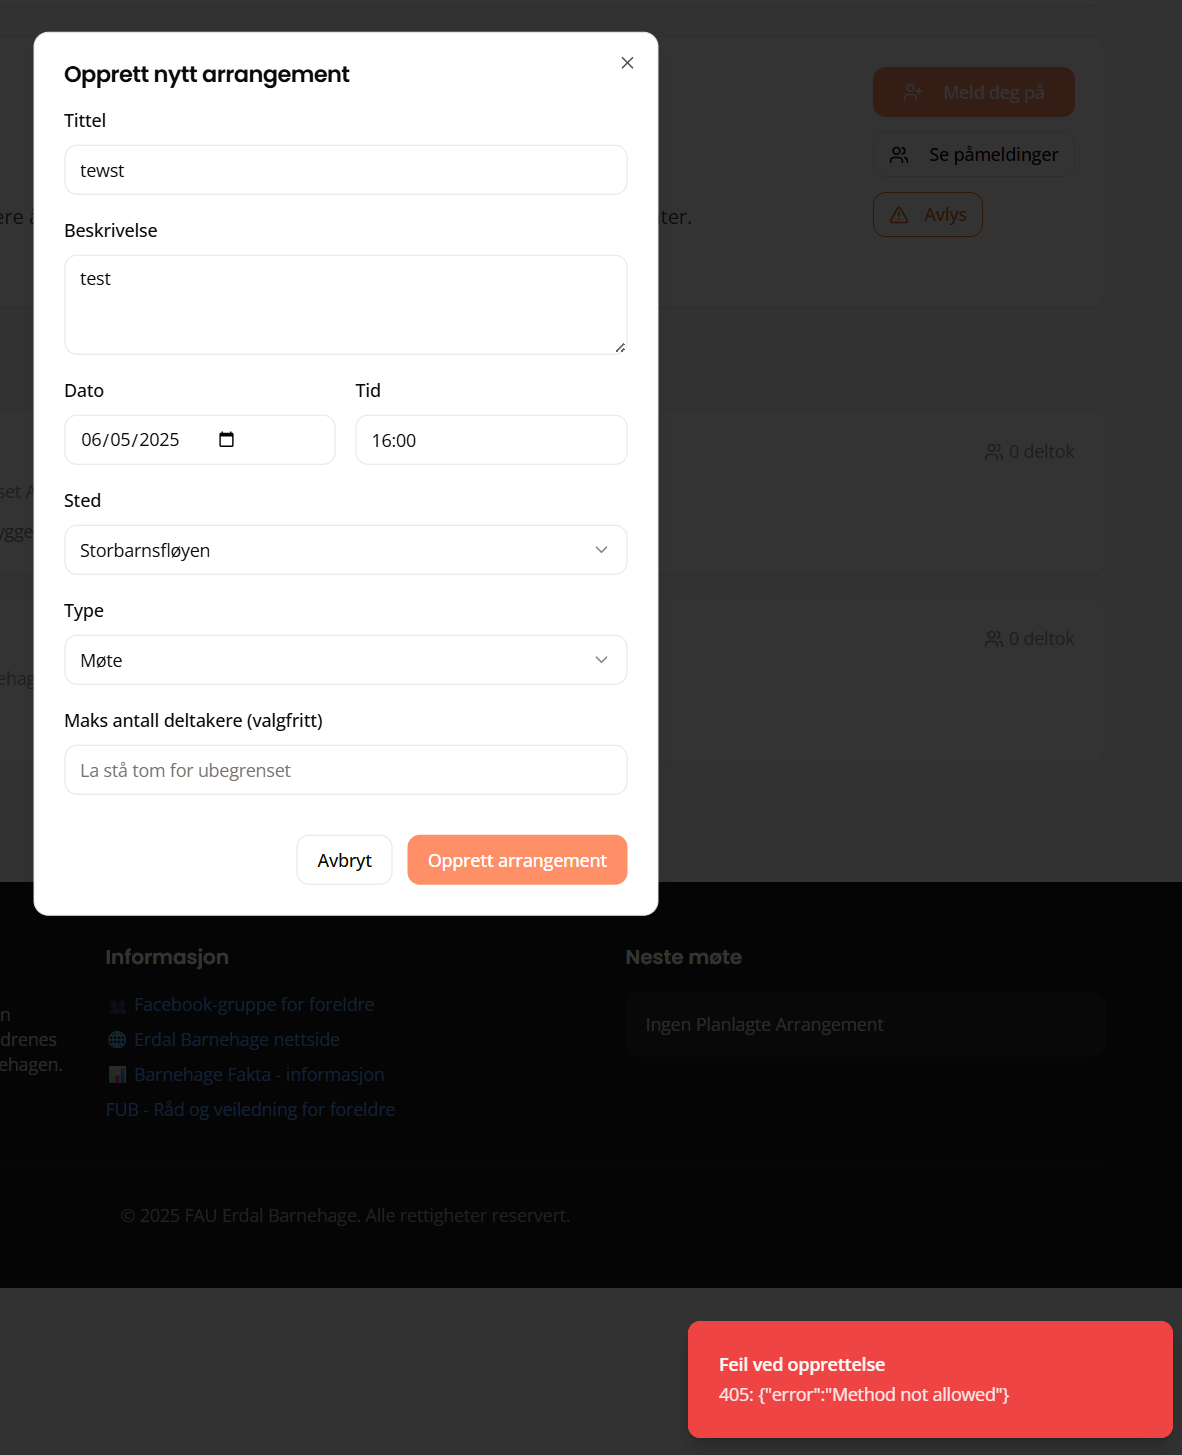 Opprett nytt arrangement
Tittel
tewst
Beskrivelse
test
Dato
Tid
06/05/2025
16:00
Sted
Storbarnsfløyen
Type
Møte
Maks antall deltakere (valgfritt)
La stå tom for ubegrenset
Avbryt
Opprett arrangement
Meld deg på
Se påmeldinger
ter.
Avlys
0 deltok
0 deltok
Informasjon
Facebook-gruppe for foreldre
Erdal Barnehage nettside
Barnehage Fakta - informasjon
FUB - Råd og veiledning for foreldre
Neste møte
Ingen Planlagte Arrangement
n
drenes
ehagen.
© 2025 FAU Erdal Barnehage. Alle rettigheter reservert.
Feil ved opprettelse
405: {"error":"Method not allowed"}